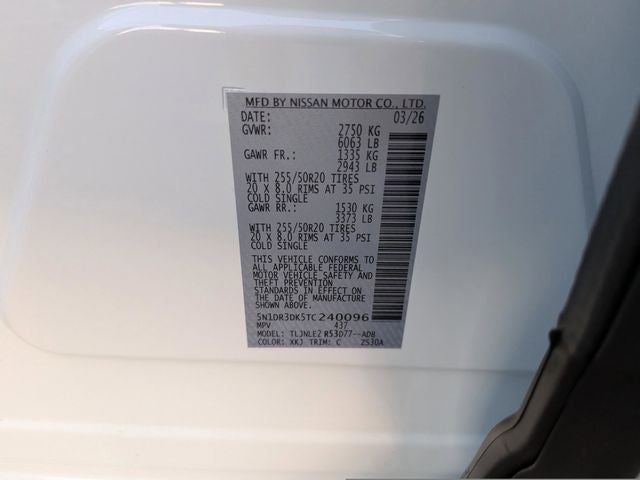 MFD BY NISSAN MOTOR CO., LTD.
DATE: 03/26
GVWR: 2750 KG
6063 LB
GAWR FR.: 1335 KG
2943 LB
WITH 255/50R20 TIRES
20 X 8.0 RIMS AT 35 PSI
COLD SINGLE
GAWR RR.: 1530 KG
3373 LB
WITH 255/50R20 TIRES
20 X 8.0 RIMS AT 35 PSI
COLD SINGLE
THIS VEHICLE CONFORMS TO
ALL APPLICABLE FEDERAL
MOTOR VEHICLE SAFETY AND
THEFT PREVENTION
STANDARDS IN EFFECT ON
THE DATE OF MANUFACTURE
SHOWN ABOVE.
5N1DR3DK5TC240096
MPV 437
MODEL: TLJNLE2 R53D77--ADB
COLOR: XKJ TRIM: C ZS30A